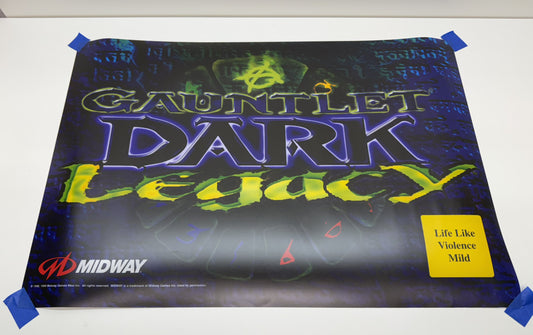 GAUNTLET
DARK
Legacy
MIDWAY
Life Like
Violence
Mild